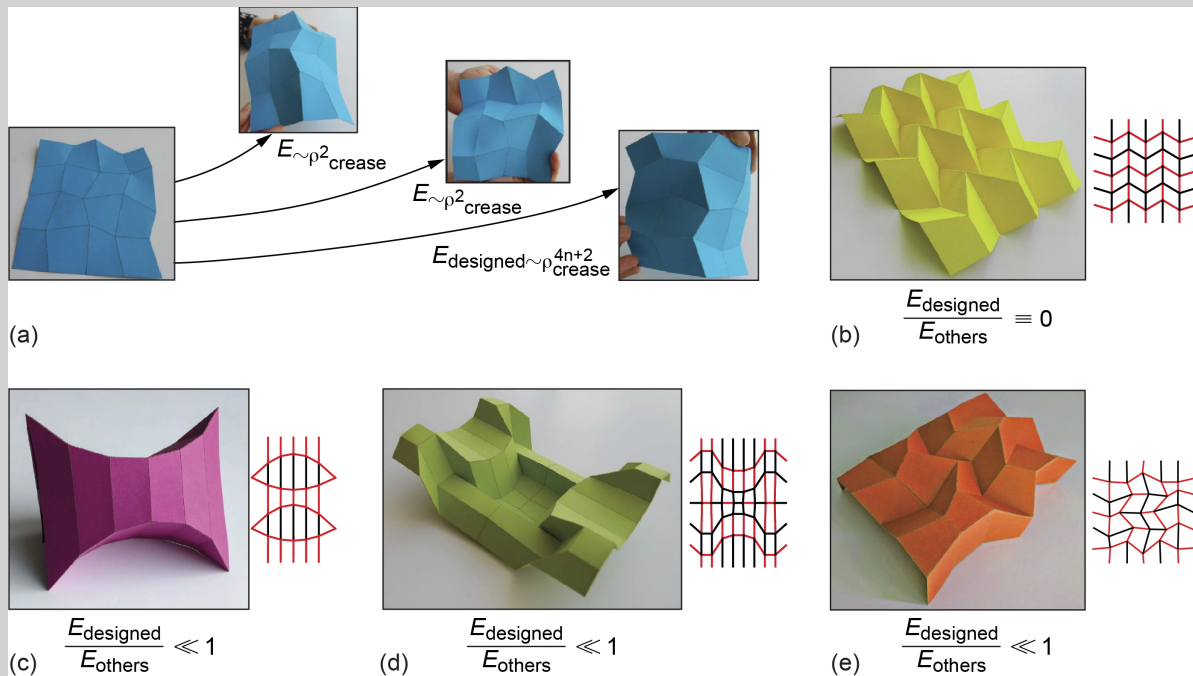 E~ρ²crease
E~ρ²crease
Edesigned~ρ4n+2crease
(a)
Edesigned
Eothers
≡ 0
(b)
Edesigned
Eothers
≪ 1
(c)
Edesigned
Eothers
≪ 1
(d)
Edesigned
Eothers
≪ 1
(e)